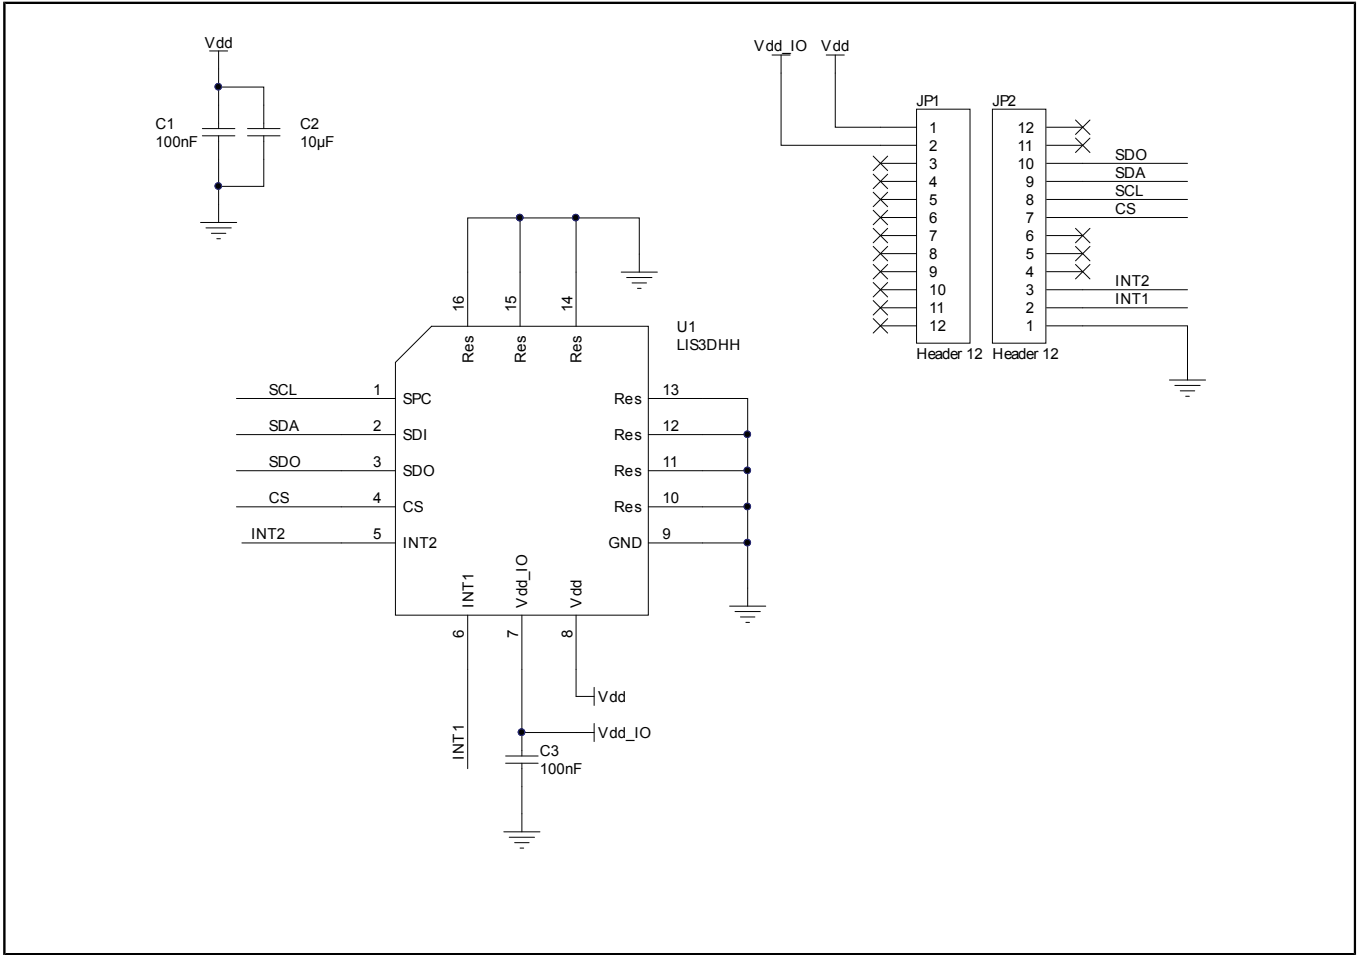 Vdd
C1
100nF
C2
10µF
Vdd_IO Vdd
JP1
1
2
3
4
5
6
7
8
9
10
11
12
Header 12
JP2
12
11
10 SDO
9 SDA
8 SCL
7 CS
6
5
4
3 INT2
2 INT1
1
Header 12
16 15 14
Res Res Res
U1
LIS3DHH
SCL 1 SPC
SDA 2 SDI
SDO 3 SDO
CS 4 CS
INT2 5 INT2
Res 13
Res 12
Res 11
Res 10
GND 9
INT1 Vdd_IO Vdd
6 7 8
Vdd
INT1
Vdd_IO
C3
100nF